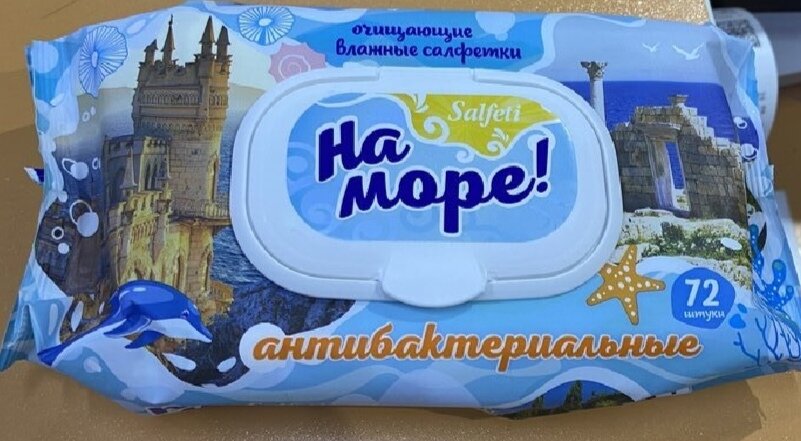 очищающие
влажные салфетки
Salfeti
На
море!
72
штуки
антибактериальные